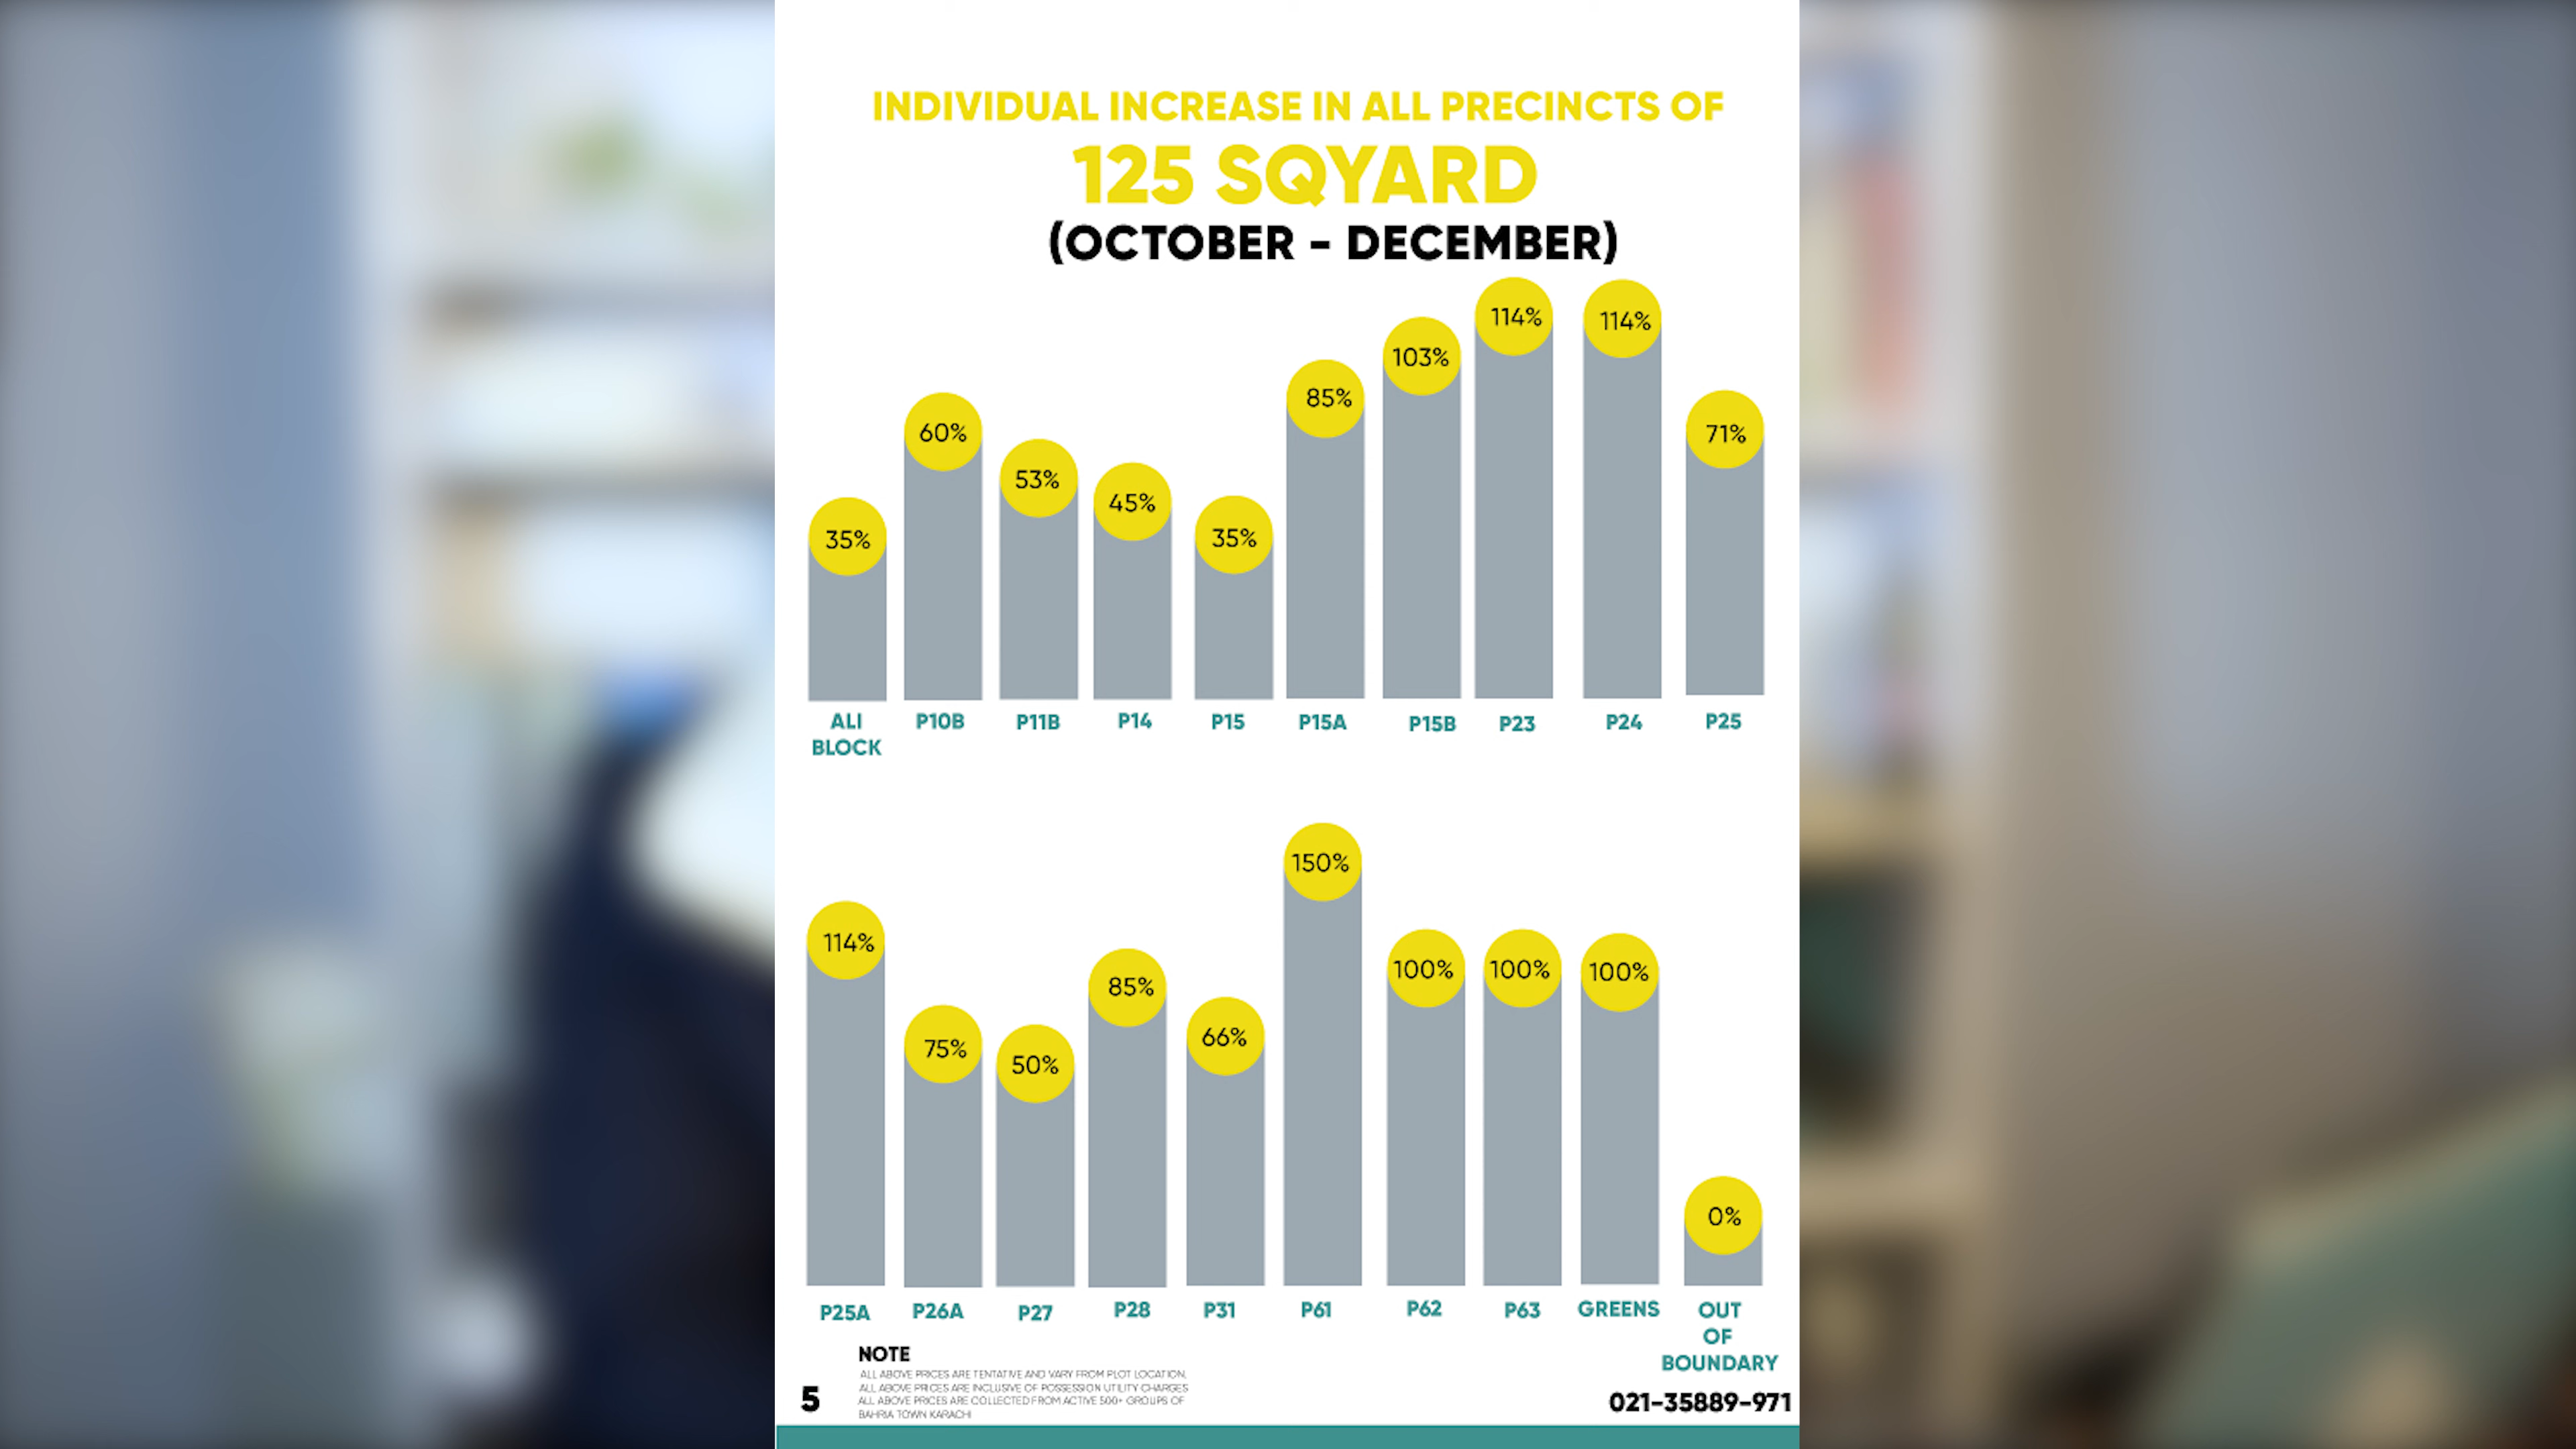 INDIVIDUAL INCREASE IN ALL PRECINCTS OF
125 SQYARD
(OCTOBER - DECEMBER)
35%
60%
53%
45%
35%
85%
103%
114%
114%
71%
ALI
BLOCK
P10B
P11B
P14
P15
P15A
P15B
P23
P24
P25
114%
75%
50%
85%
66%
150%
100%
100%
100%
0%
P25A
P26A
P27
P28
P31
P61
P62
P63
GREENS
OUT
OF
BOUNDARY
NOTE
ALL ABOVE PRICES ARE TENTATIVE AND VARY FROM PLOT LOCATION.
ALL ABOVE PRICES ARE INCLUSIVE OF POSSESSION UTILITY CHARGES
ALL ABOVE PRICES ARE COLLECTED FROM ACTIVE 500+ GROUPS OF
BAHRIA TOWN KARACHI
5
021-35889-971